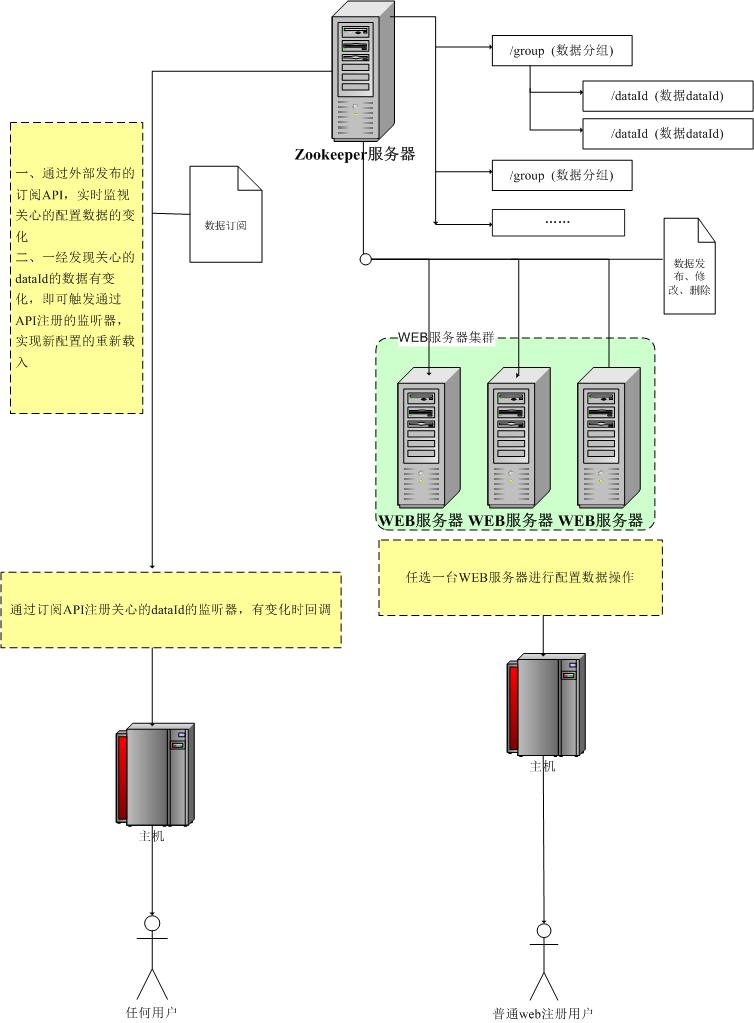 /group (数据分组)
/dataId (数据dataId)
/dataId (数据dataId)
Zookeeper服务器
/group (数据分组)
……
一、通过外部发布的
订阅API，实时监视
关心的配置数据的变
化
二、一经发现关心的
dataId的数据有变
化，即可触发通过
API注册的监听器，
实现新配置的重新载
入
数据订阅
数据发
布、修
改、删除
WEB服务器集群
WEB服务器 WEB服务器 WEB服务器
任选一台WEB服务器进行配置数据操作
通过订阅API注册关心的dataId的监听器，有变化时回调
主机
主机
任何用户
普通web注册用户